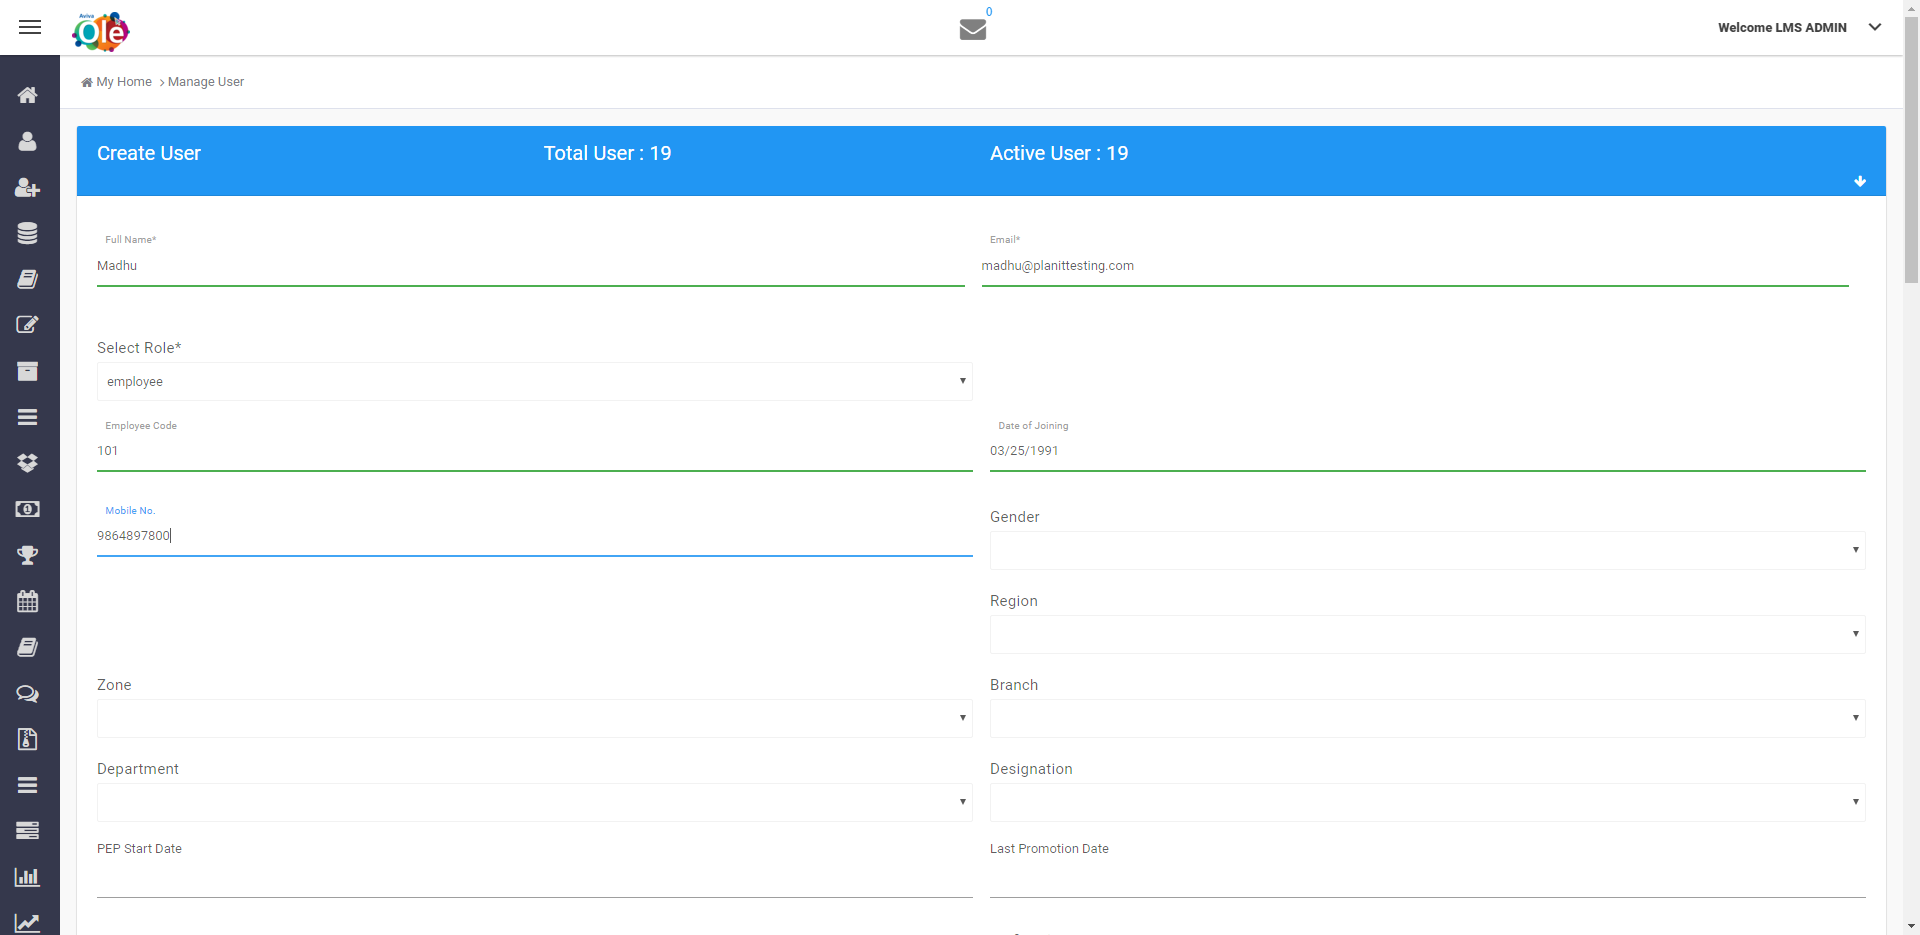 Aviva
Olé
0
Welcome LMS ADMIN
My Home > Manage User
Create User
Total User : 19
Active User : 19
Full Name*
Email*
Madhu
madhu@planittesting.com
Select Role*
employee
Employee Code
Date of Joining
101
03/25/1991
Mobile No.
Gender
9864897800
Region
Zone
Branch
Department
Designation
PEP Start Date
Last Promotion Date